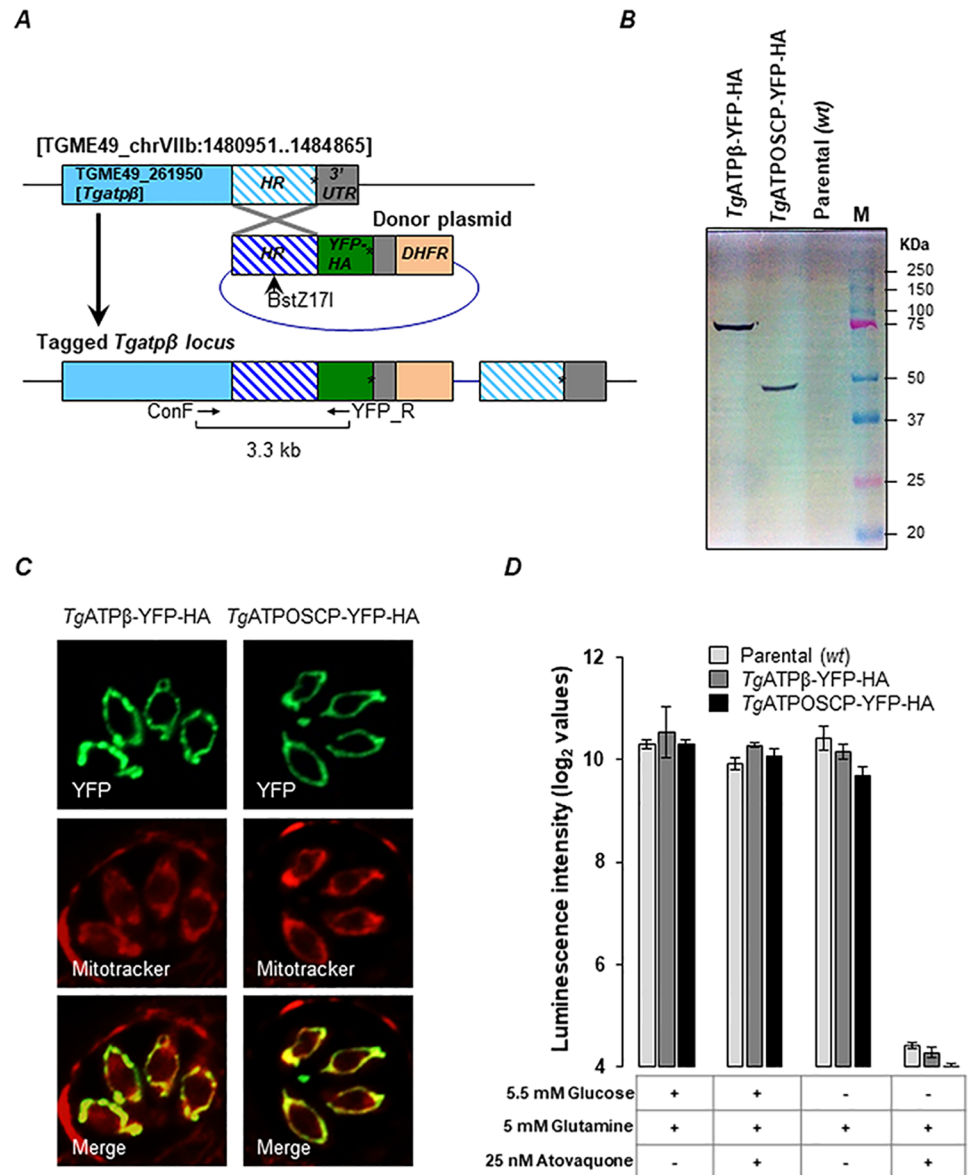 A
[TGME49_chrVIIb:1480951..1484865]
TGME49_261950
[Tgatpβ]
HR
*
3'
UTR
Donor plasmid
HR
YFP-
HA
*
DHFR
BstZ17I
Tagged Tgatpβ locus
*
*
ConF
YFP_R
3.3 kb
B
TgATPβ-YFP-HA
TgATPOSCP-YFP-HA
Parental (wt)
M
KDa
250
150
100
75
50
37
25
20
C
TgATPβ-YFP-HA
TgATPOSCP-YFP-HA
YFP
YFP
Mitotracker
Mitotracker
Merge
Merge
D
Parental (wt)
TgATPβ-YFP-HA
TgATPOSCP-YFP-HA
Luminescence intensity (log2 values)
12
10
8
6
4
5.5 mM Glucose + + - -
5 mM Glutamine + + + +
25 nM Atovaquone - + - +